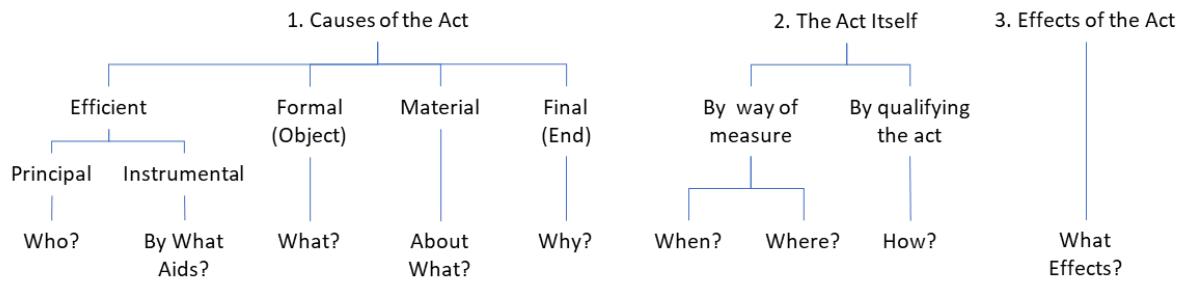 1. Causes of the Act
2. The Act Itself
3. Effects of the Act
Efficient
Formal
(Object)
Material
Final
(End)
By way of
measure
By qualifying
the act
Principal
Instrumental
Who?
By What
Aids?
What?
About
What?
Why?
When?
Where?
How?
What
Effects?